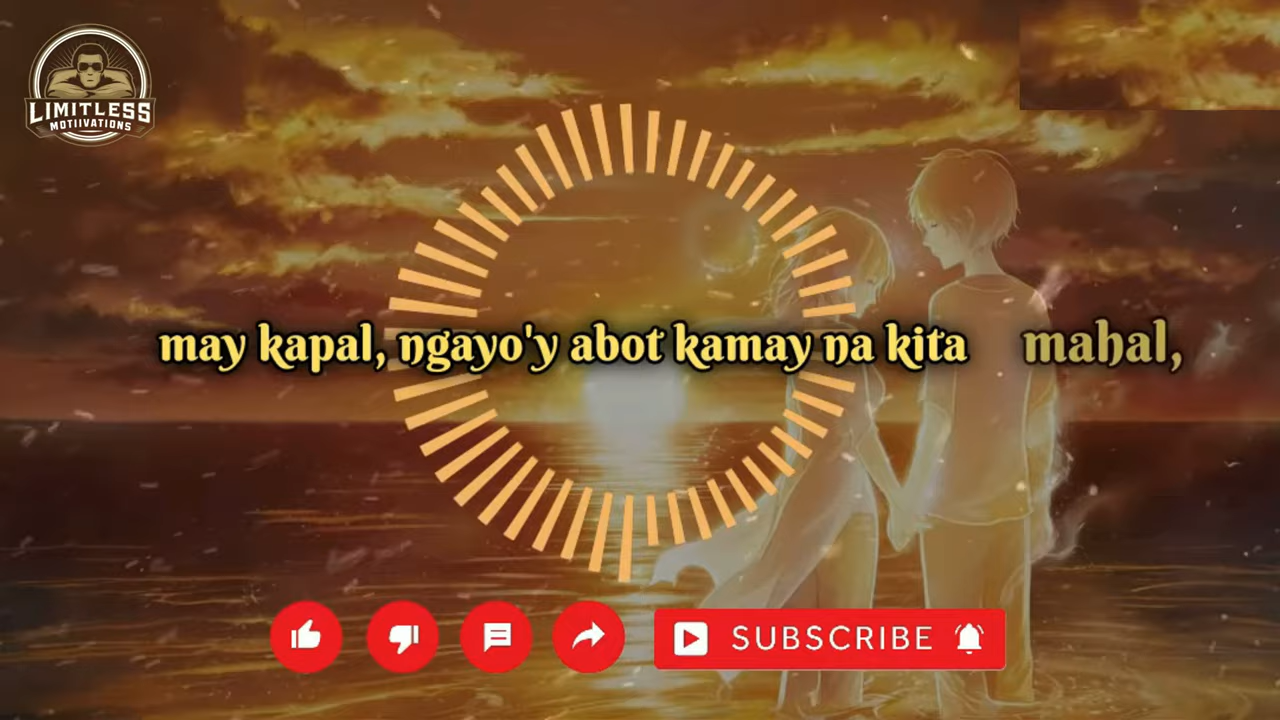 LIMITLESS
MOTIIVATIONS
may kapal, ngayo'y abot kamay na kita mahal,
SUBSCRIBE